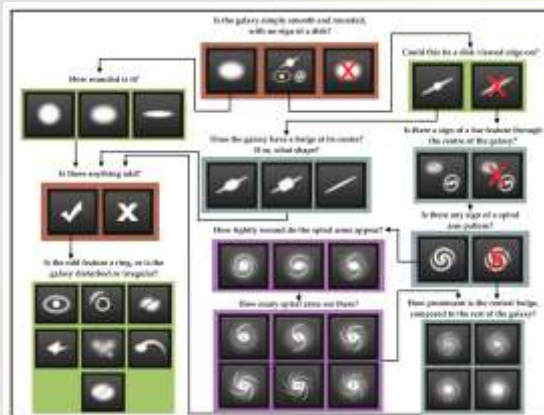 Is the galaxy simply smooth and rounded,
with no sign of a disk?
Could this be a disk viewed edge-on?
How rounded is it?
Does the galaxy have a bulge at its centre?
If so, what shape?
Is there a sign of a bar feature through
the centre of the galaxy?
Is there anything odd?
Is there any sign of a spiral
arm pattern?
How tightly wound do the spiral arms appear?
Is the odd feature a ring, or is the
galaxy disturbed or irregular?
How many spiral arms are there?
How prominent is the central bulge,
compared to the rest of the galaxy?